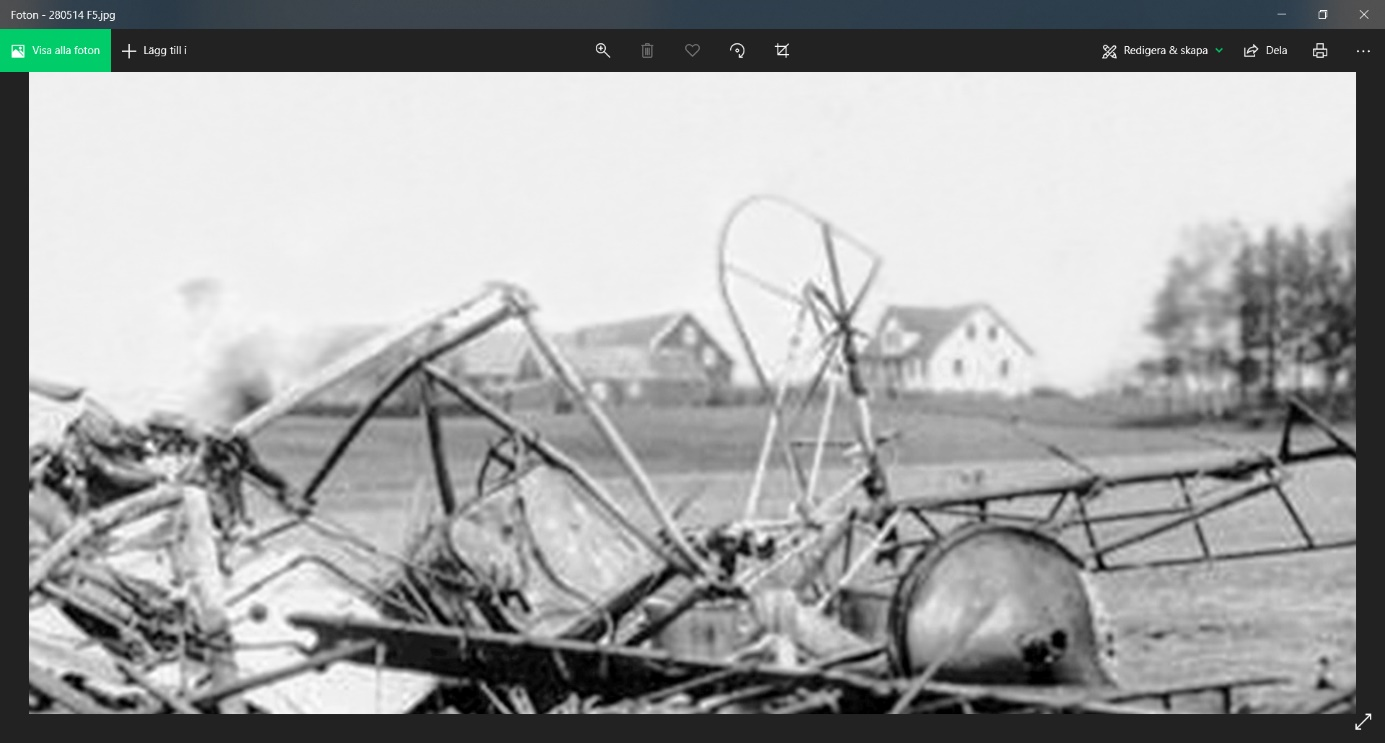 Foton - 280514 F5.jpg
Visa alla foton
Lägg till i
Redigera & skapa
Dela